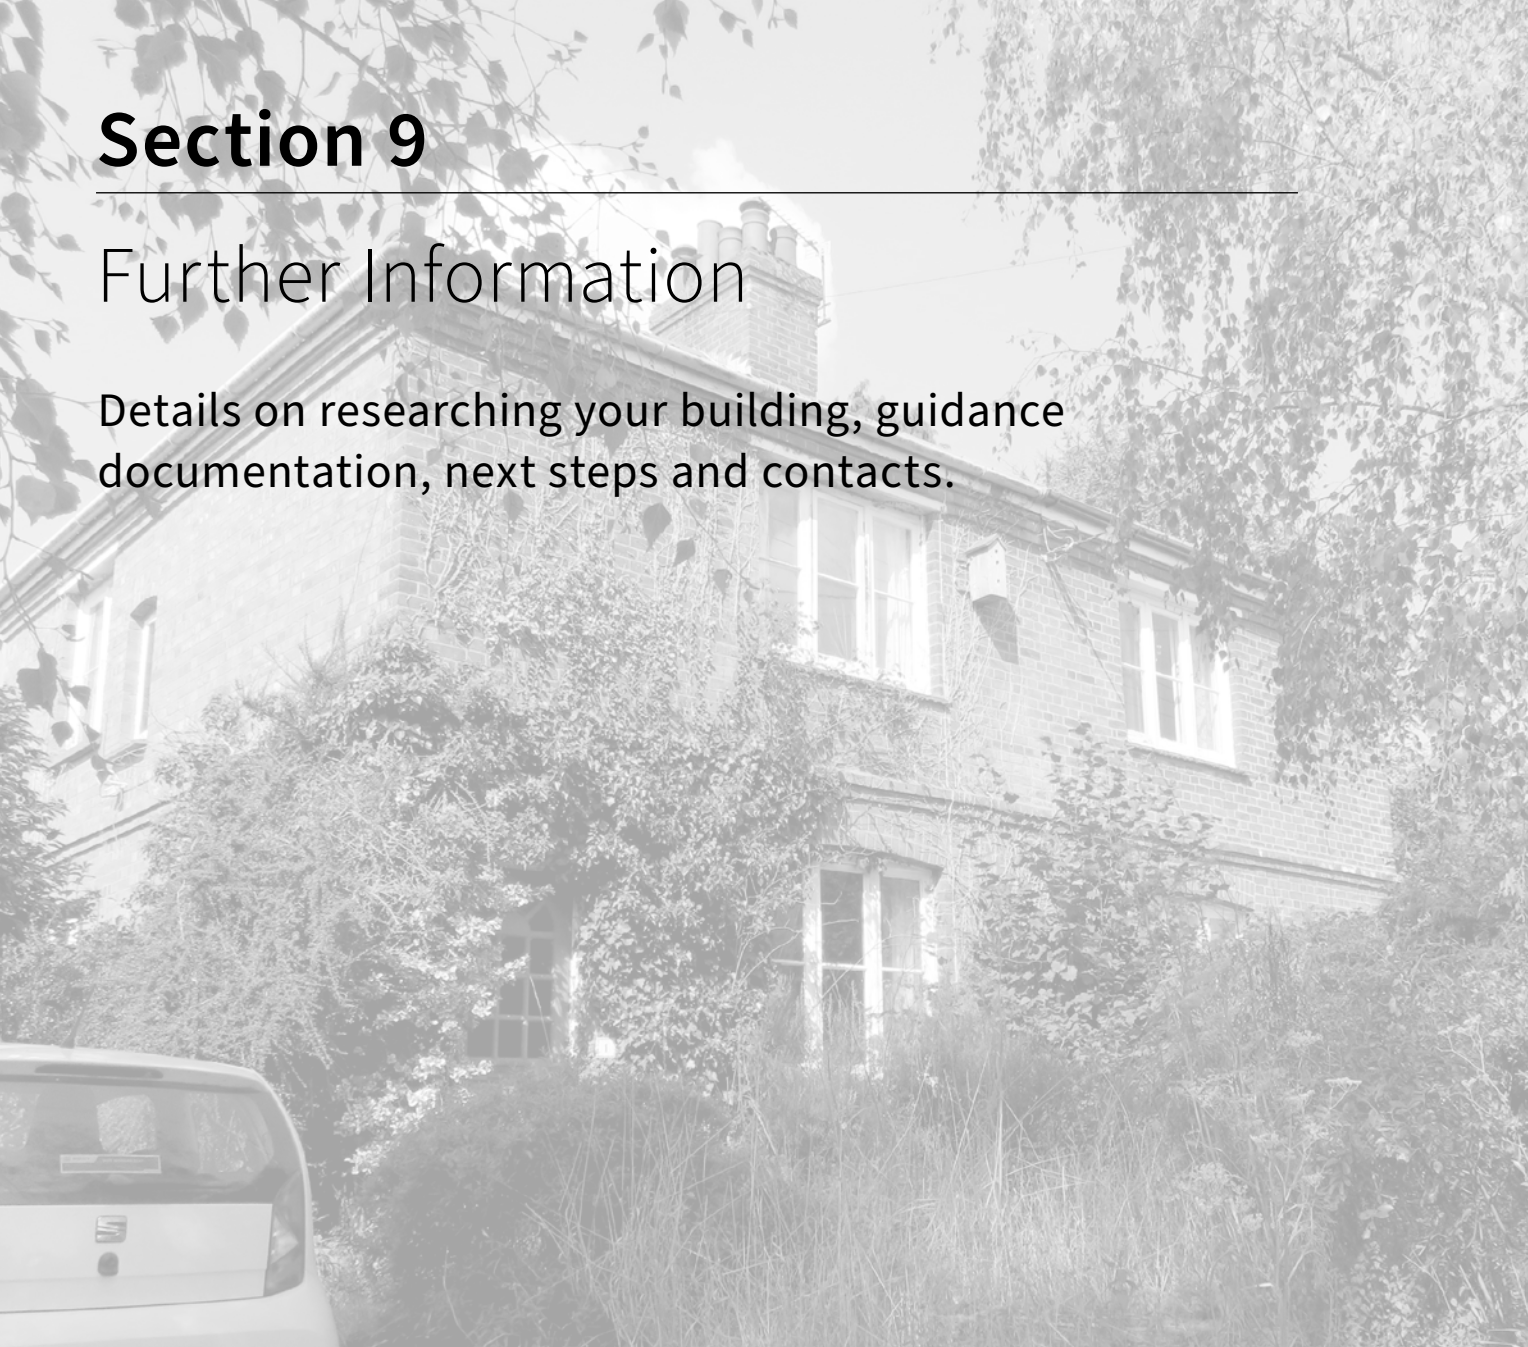 Section 9
Further Information
Details on researching your building, guidance
documentation, next steps and contacts.